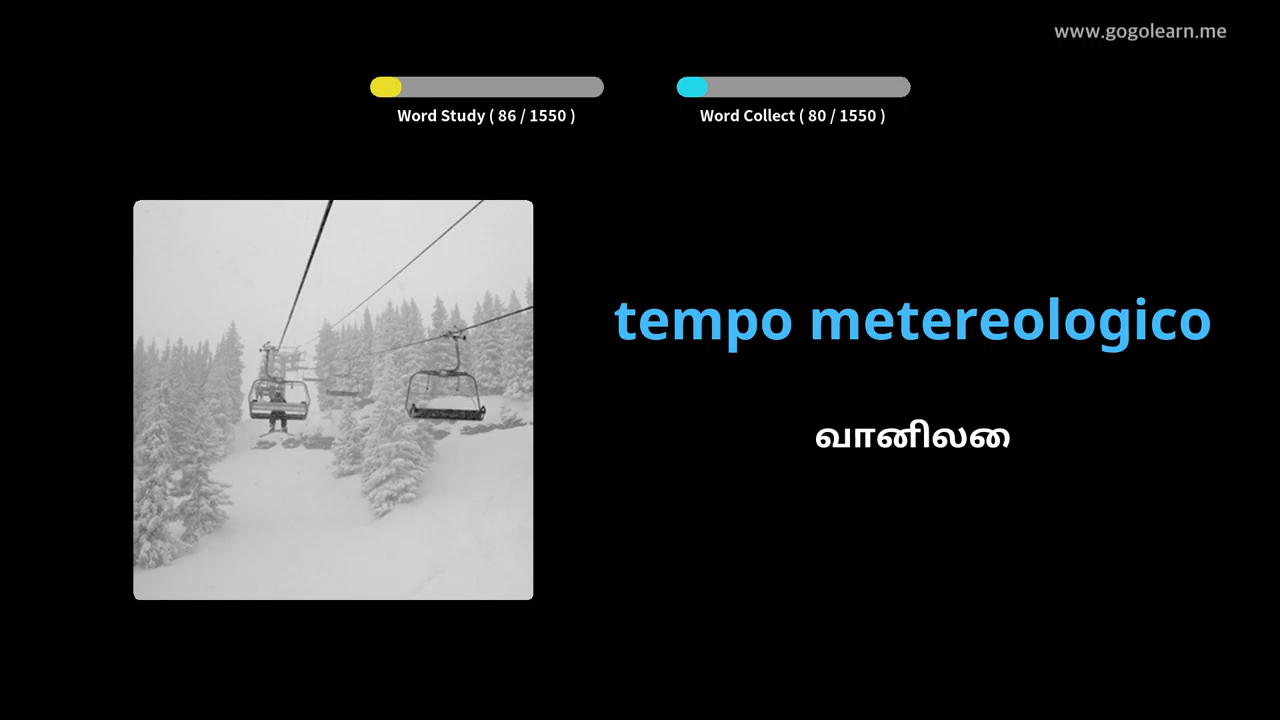 www.gogolearn.me
Word Study ( 86 / 1550 )
Word Collect ( 80 / 1550 )
tempo metereologico
வானிலை